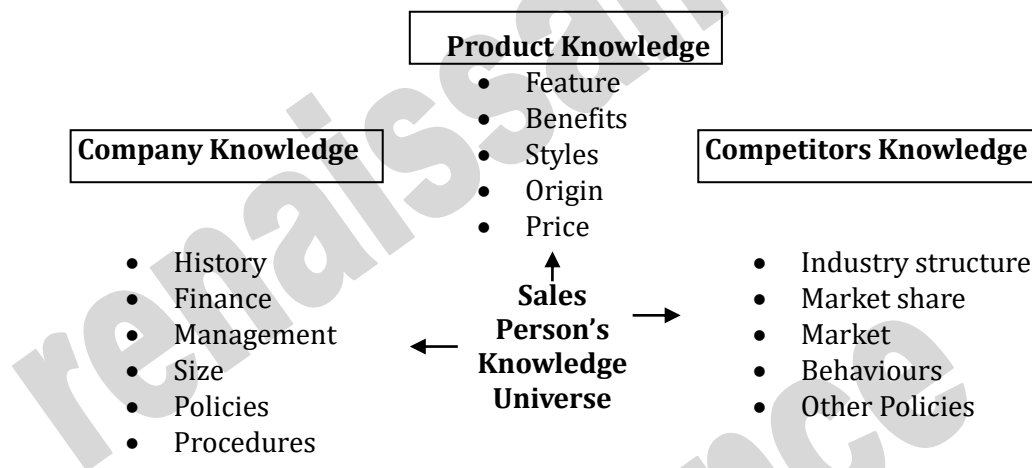 Product Knowledge
• Feature
• Benefits
• Styles
• Origin
• Price
Company Knowledge
• History
• Finance
• Management
• Size
• Policies
• Procedures
Sales
Person’s
Knowledge
Universe
Competitors Knowledge
• Industry structure
• Market share
• Market
• Behaviours
• Other Policies
renaissance